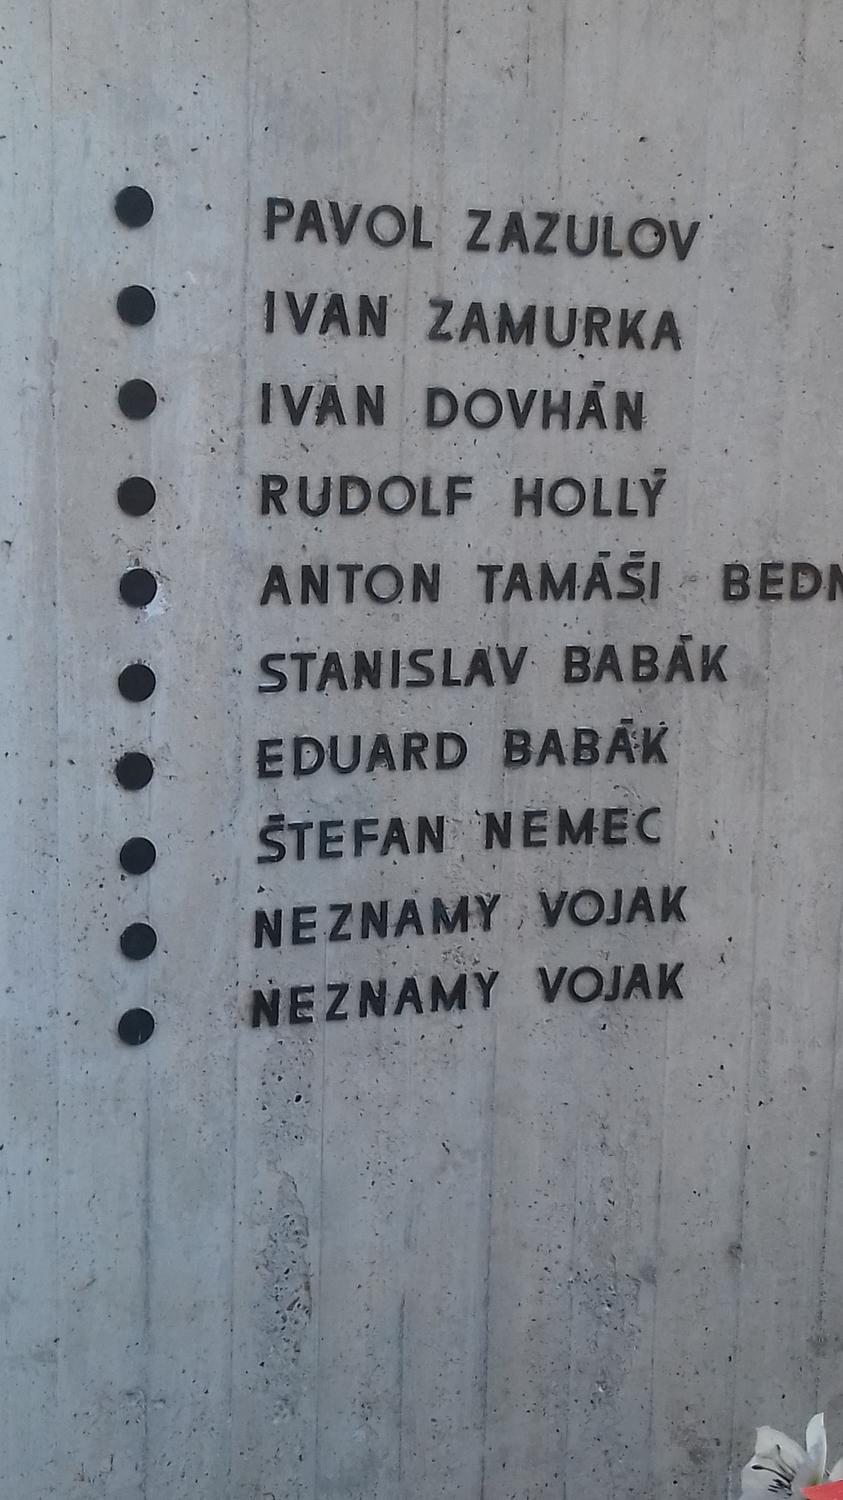 PAVOL ZAZULOV
IVAN ZAMURKA
IVAN DOVHÁN
RUDOLF HOLLÝ
ANTON TAMÁŠI
STANISLAV BABÁK
EDUARD BABÁK
ŠTEFAN NEMEC
NEZNAMY VOJAK
NEZNAMY VOJAK